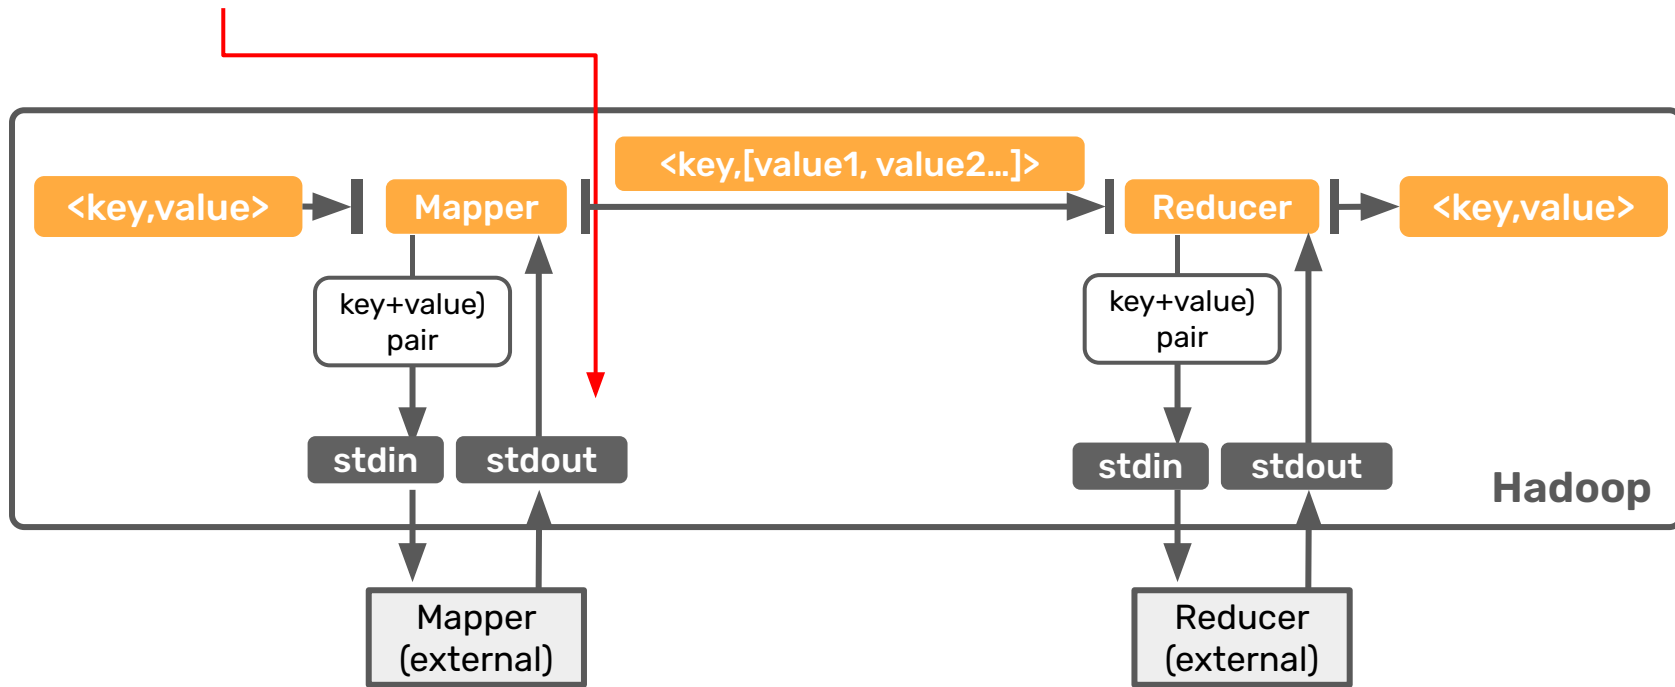 <key,[value1, value2…]>
<key,value>
Mapper
Reducer
<key,value>
key+value)
pair
key+value)
pair
stdin
stdout
stdin
stdout
Hadoop
Mapper
(external)
Reducer
(external)